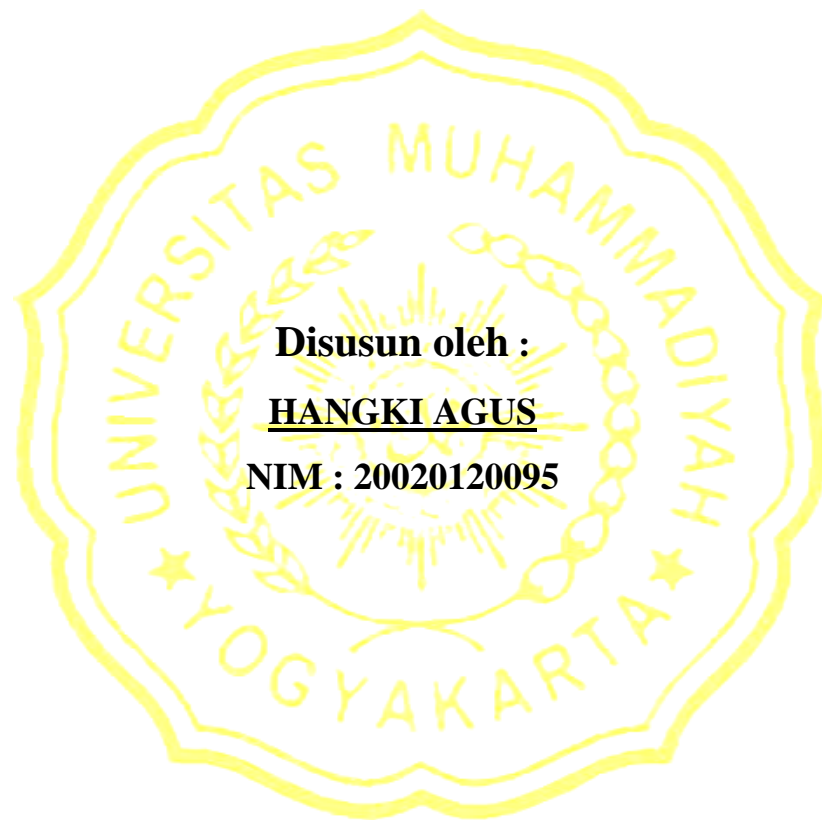 UNIVERSITAS MUHAMMADIYAH
Disusun oleh :
HANGKI AGUS
NIM : 20020120095
★ YOGYAKARTA ★